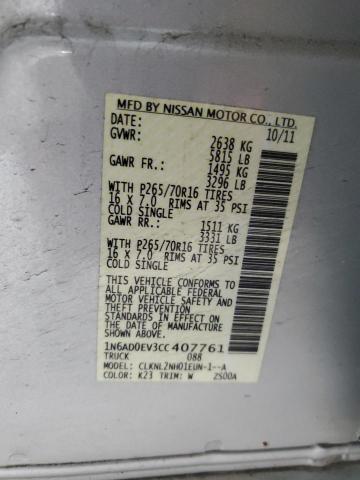 MFD BY NISSAN MOTOR CO., LTD.
DATE: 10/11
GVWR: 2638 KG
5815 LB
GAWR FR.: 1495 KG
3296 LB
WITH P265/70R16 TIRES
16 X 7.0 RIMS AT 35 PSI
COLD SINGLE
GAWR RR.: 1511 KG
3331 LB
WITH P265/70R16 TIRES
16 X 7.0 RIMS AT 35 PSI
COLD SINGLE
THIS VEHICLE CONFORMS TO
ALL APPLICABLE FEDERAL
MOTOR VEHICLE SAFETY AND
THEFT PREVENTION
STANDARDS IN EFFECT ON
THE DATE OF MANUFACTURE
SHOWN ABOVE.
1N6AD0EV3CC407761
TRUCK 088
MODEL: CLKNL2NH01EUN-1--A
COLOR: K23 TRIM: W 2S00A